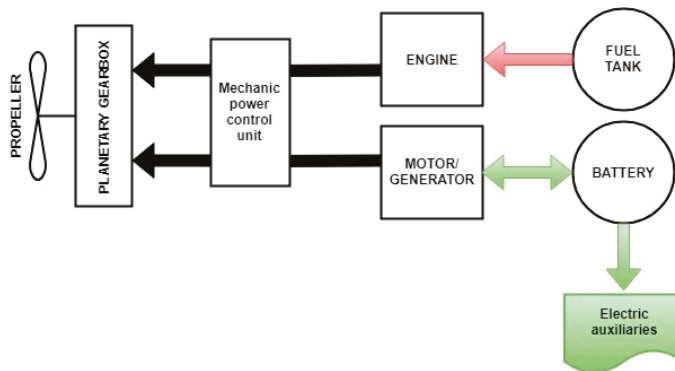 PROPELLER
PLANETARY GEARBOX
Mechanic
power
control
unit
ENGINE
FUEL
TANK
MOTOR/
GENERATOR
BATTERY
Electric
auxiliaries